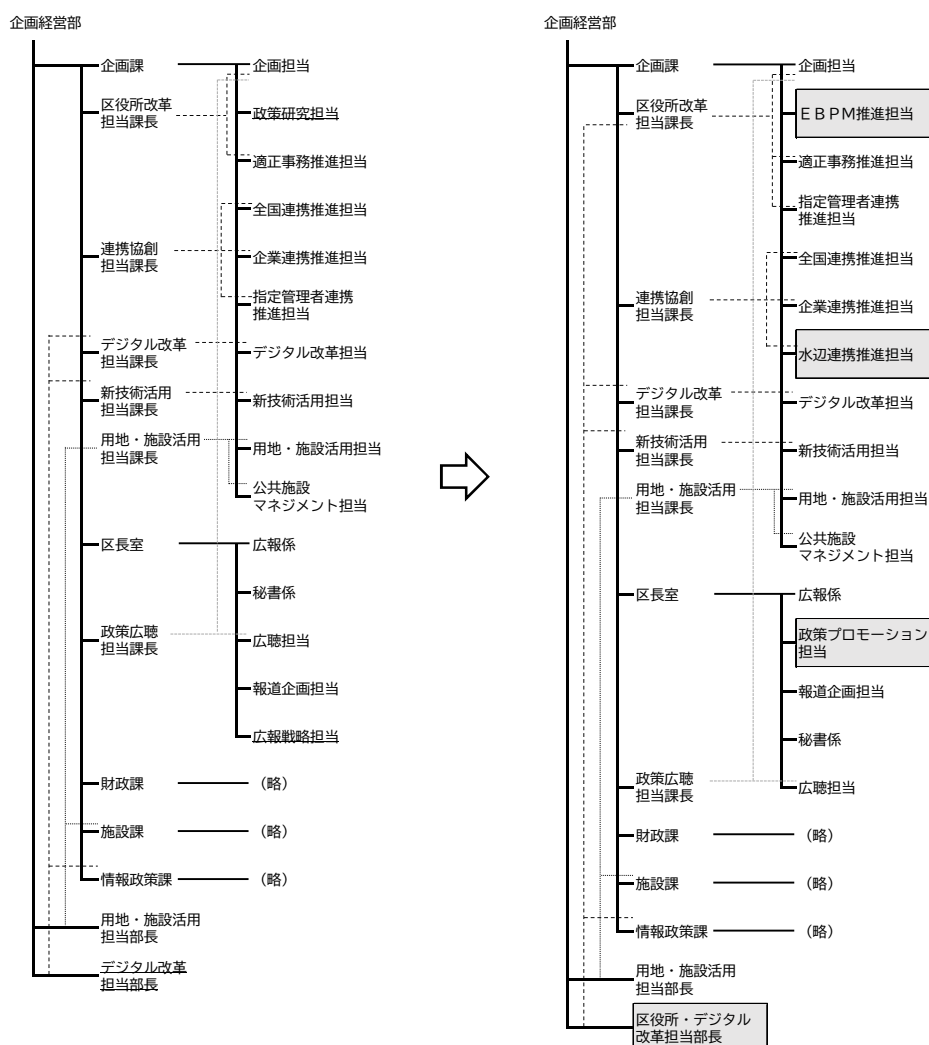 企画経営部
企画課
企画担当
区役所改革
担当課長
政策研究担当
適正事務推進担当
全国連携推進担当
連携協創
担当課長
企業連携推進担当
指定管理者連携
推進担当
デジタル改革
担当課長
デジタル改革担当
新技術活用
担当課長
新技術活用担当
用地・施設活用
担当課長
用地・施設活用担当
公共施設
マネジメント担当
区長室
広報係
秘書係
政策広聴
担当課長
広聴担当
報道企画担当
広報戦略担当
財政課
（略）
施設課
（略）
情報政策課
（略）
用地・施設活用
担当部長
デジタル改革
担当部長
企画経営部
企画課
企画担当
区役所改革
担当課長
ＥＢＰＭ推進担当
適正事務推進担当
指定管理者連携
推進担当
全国連携推進担当
連携協創
担当課長
企業連携推進担当
水辺連携推進担当
デジタル改革
担当課長
デジタル改革担当
新技術活用
担当課長
新技術活用担当
用地・施設活用
担当課長
用地・施設活用担当
公共施設
マネジメント担当
区長室
広報係
政策プロモーション
担当
報道企画担当
秘書係
政策広聴
担当課長
広聴担当
財政課
（略）
施設課
（略）
情報政策課
（略）
用地・施設活用
担当部長
区役所・デジタル
改革担当部長